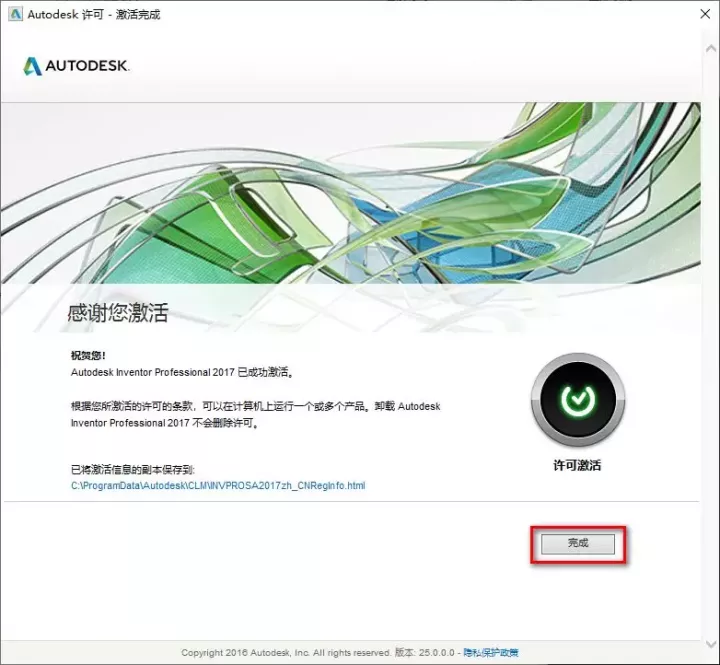 Autodesk 许可 - 激活完成
AUTODESK.
感谢您激活
祝贺您!
Autodesk Inventor Professional 2017 已成功激活。
根据您所激活的许可的条款，可以在计算机上运行一个或多个产品。卸载 Autodesk
Inventor Professional 2017 不会删除许可。
许可激活
已将激活信息的副本保存到:
C:\ProgramData\Autodesk\CLM\INVPROSA2017zh_CNRegInfo.html
完成
Copyright 2016 Autodesk, Inc. All rights reserved. 版本: 25.0.0.0 - 隐私保护政策